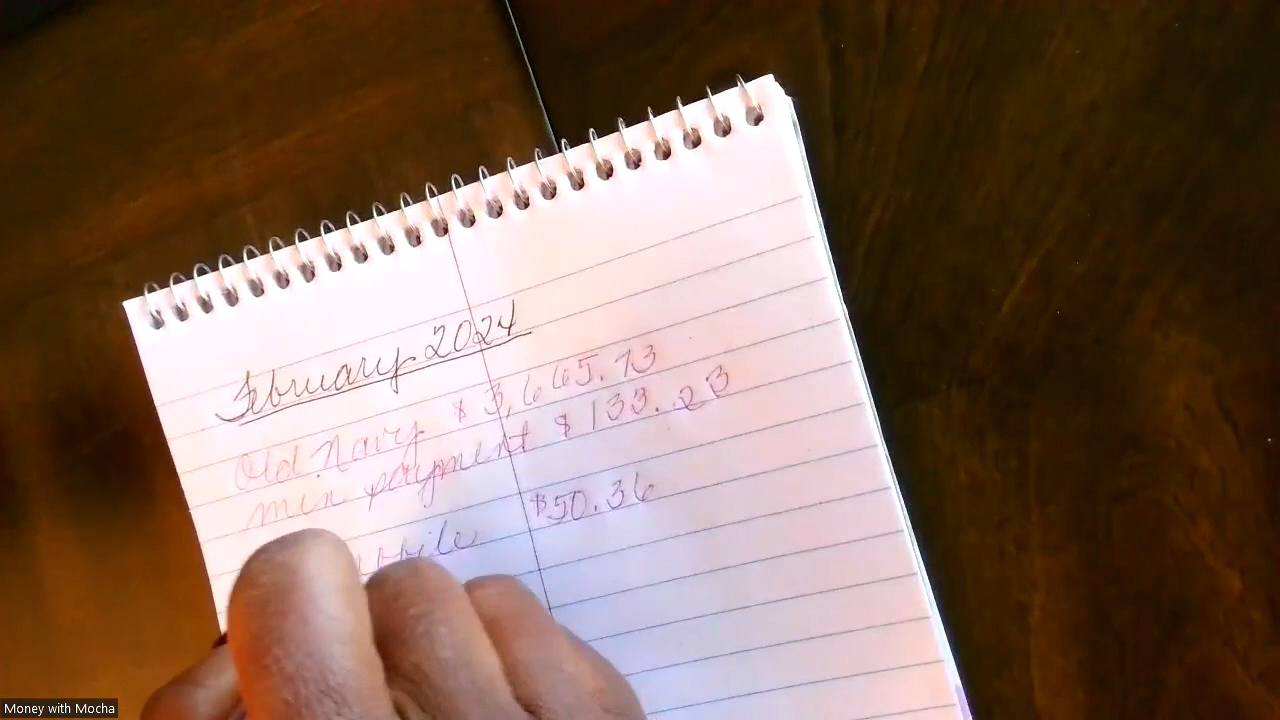 February 2024
Old Navy $3,665.73
min. payment $133.23
$50.36
Money with Mocha